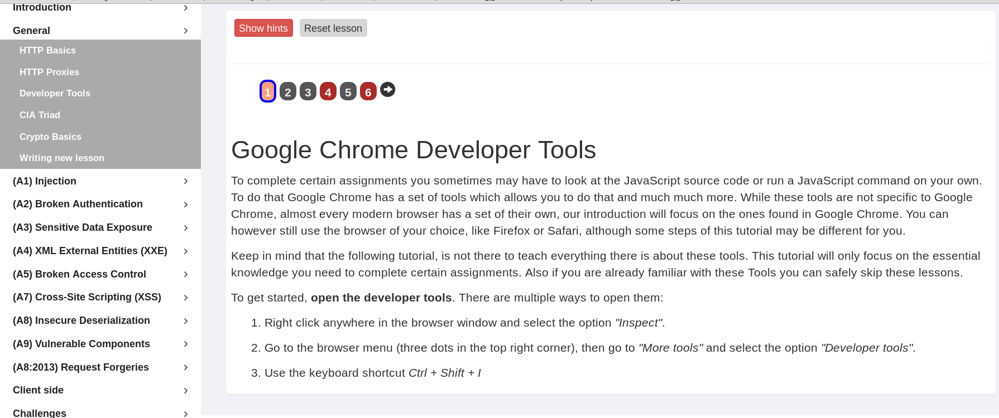 Introduction
General
HTTP Basics
HTTP Proxies
Developer Tools
CIA Triad
Crypto Basics
Writing new lesson
(A1) Injection
(A2) Broken Authentication
(A3) Sensitive Data Exposure
(A4) XML External Entities (XXE)
(A5) Broken Access Control
(A7) Cross-Site Scripting (XSS)
(A8) Insecure Deserialization
(A9) Vulnerable Components
(A8:2013) Request Forgeries
Client side
Challenges
Show hints Reset lesson
1 2 3 4 5 6
Google Chrome Developer Tools
To complete certain assignments you sometimes may have to look at the JavaScript source code or run a JavaScript command on your own.
To do that Google Chrome has a set of tools which allows you to do that and much much more. While these tools are not specific to Google
Chrome, almost every modern browser has a set of their own, our introduction will focus on the ones found in Google Chrome. You can
however still use the browser of your choice, like Firefox or Safari, although some steps of this tutorial may be different for you.
Keep in mind that the following tutorial, is not there to teach everything there is about these tools. This tutorial will only focus on the essential
knowledge you need to complete certain assignments. Also if you are already familiar with these Tools you can safely skip these lessons.
To get started, open the developer tools. There are multiple ways to open them:
1. Right click anywhere in the browser window and select the option "Inspect".
2. Go to the browser menu (three dots in the top right corner), then go to "More tools" and select the option "Developer tools".
3. Use the keyboard shortcut Ctrl + Shift + I